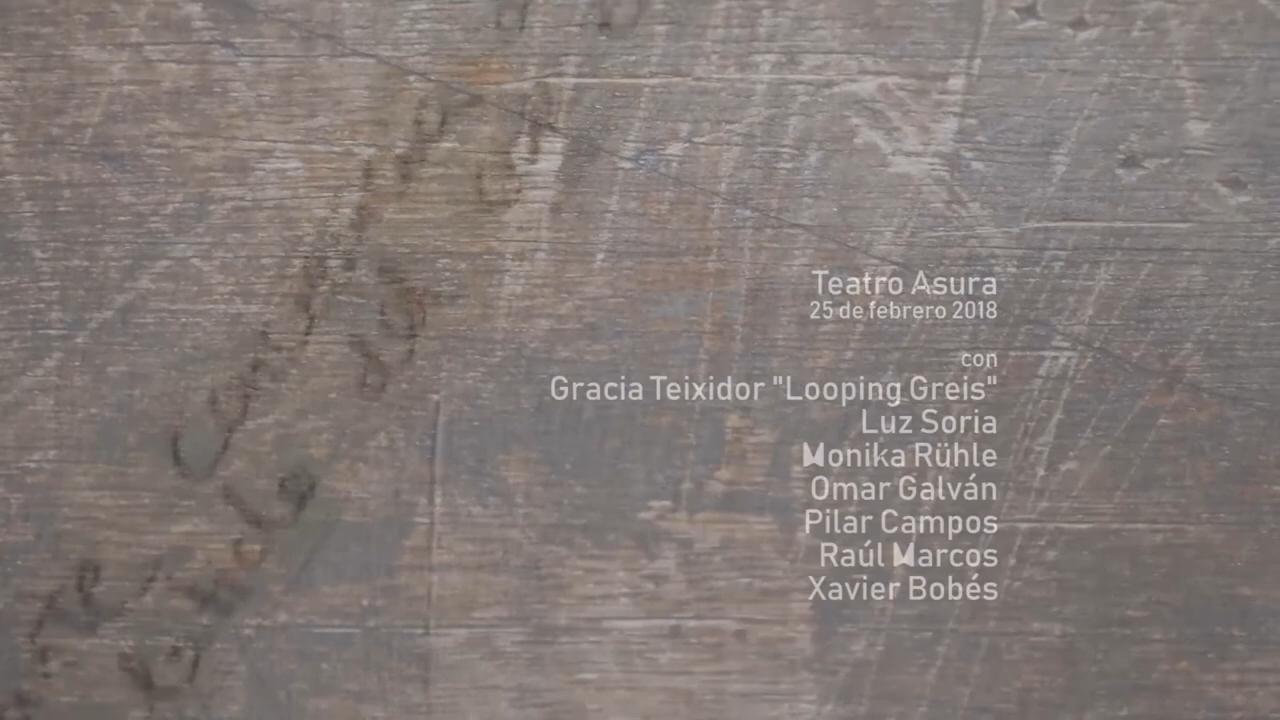 Teatro Asura
25 de febrero 2018
con
Gracia Teixidor "Looping Greis"
Luz Soria
Monika Rühle
Omar Galván
Pilar Campos
Raúl Marcos
Xavier Bobés